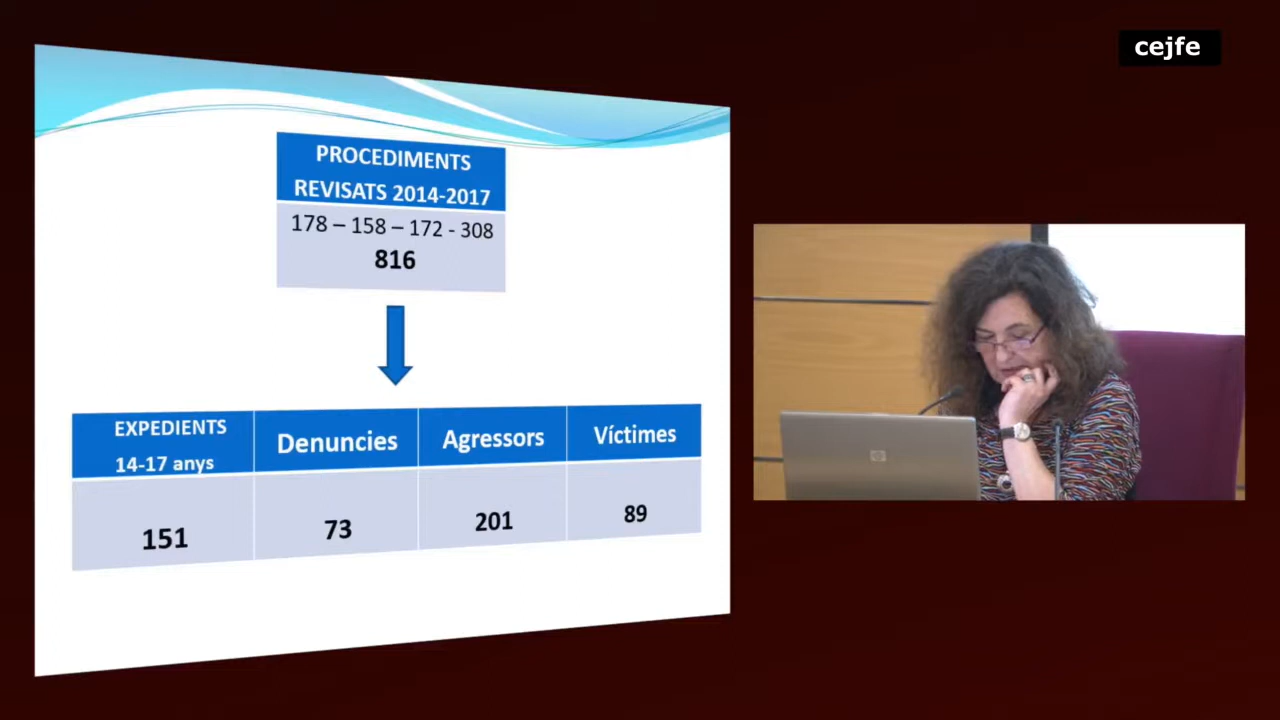 cejfe
PROCEDIMENTS
REVISATS 2014-2017
178 – 158 – 172 - 308
816
EXPEDIENTS
14-17 anys
Denuncies
Agressors
Víctimes
151
73
201
89